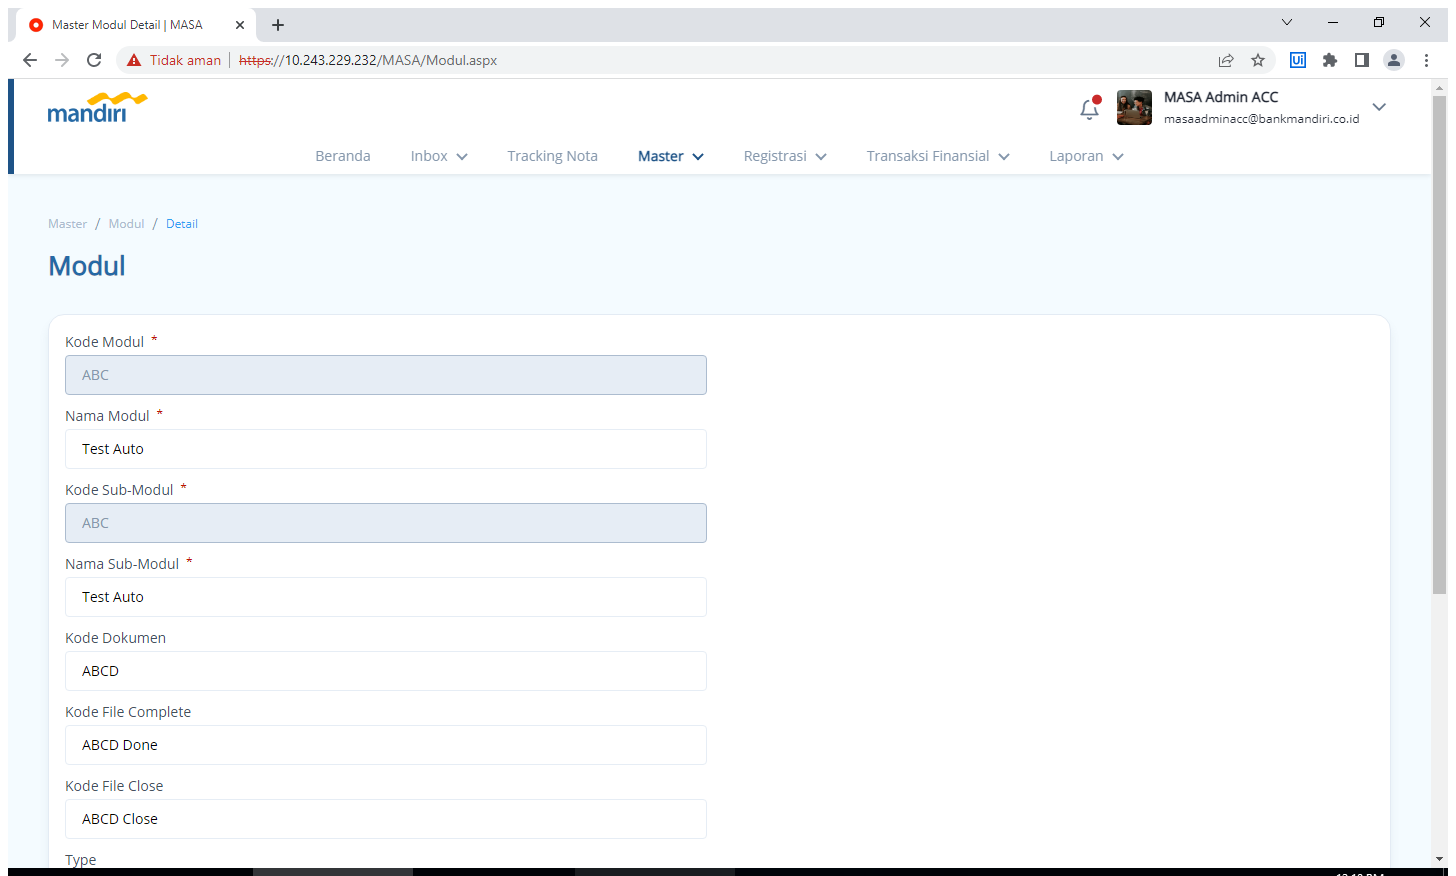 Master Modul Detail | MASA
Tidak aman https://10.243.229.232/MASA/Modul.aspx
Ui
mandiri
MASA Admin ACC
masaadminacc@bankmandiri.co.id
Beranda Inbox Tracking Nota Master Registrasi Transaksi Finansial Laporan
Master / Modul / Detail
Modul
Kode Modul *
ABC
Nama Modul *
Test Auto
Kode Sub-Modul *
ABC
Nama Sub-Modul *
Test Auto
Kode Dokumen
ABCD
Kode File Complete
ABCD Done
Kode File Close
ABCD Close
Type